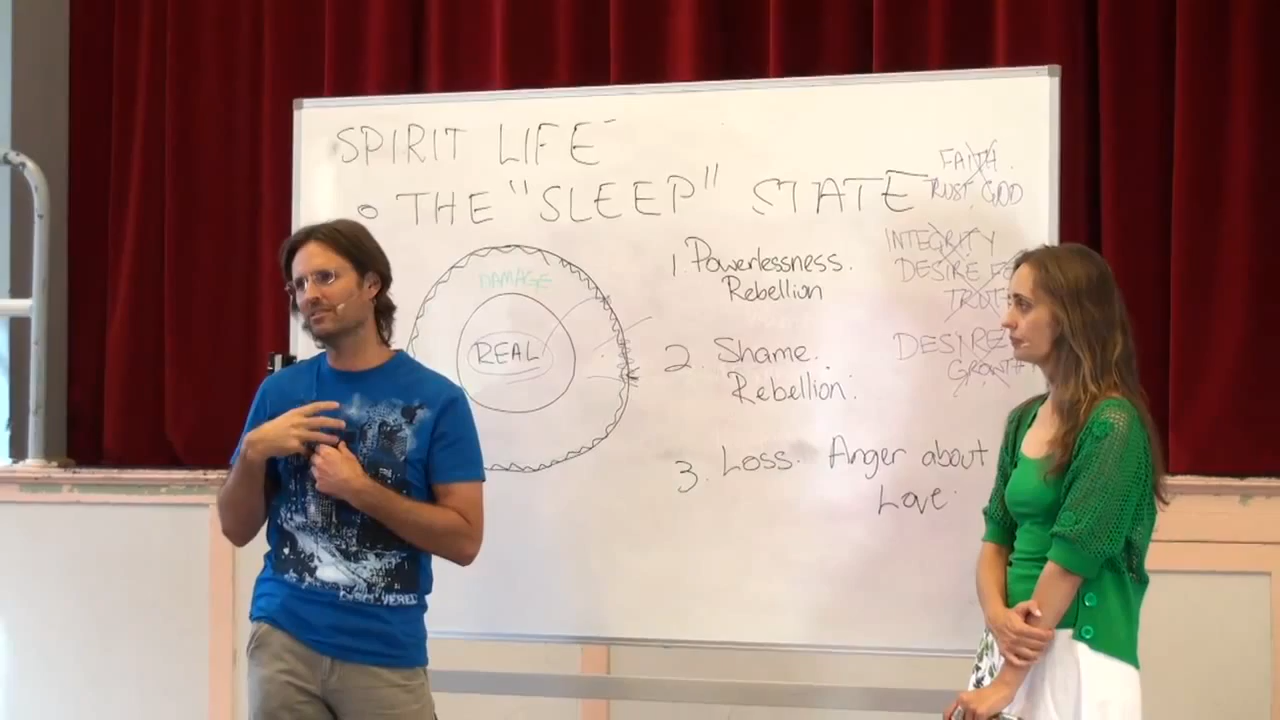 SPIRIT LIFE
• THE "SLEEP" STATE
FAITH.
TRUST GOD
INTEGRITY
DESIRE
TRUTH
DESIRE
GROWTH
DAMAGE
REAL
1. Powerlessness.
Rebellion
2. Shame.
Rebellion.
3. Loss. Anger about
Love.